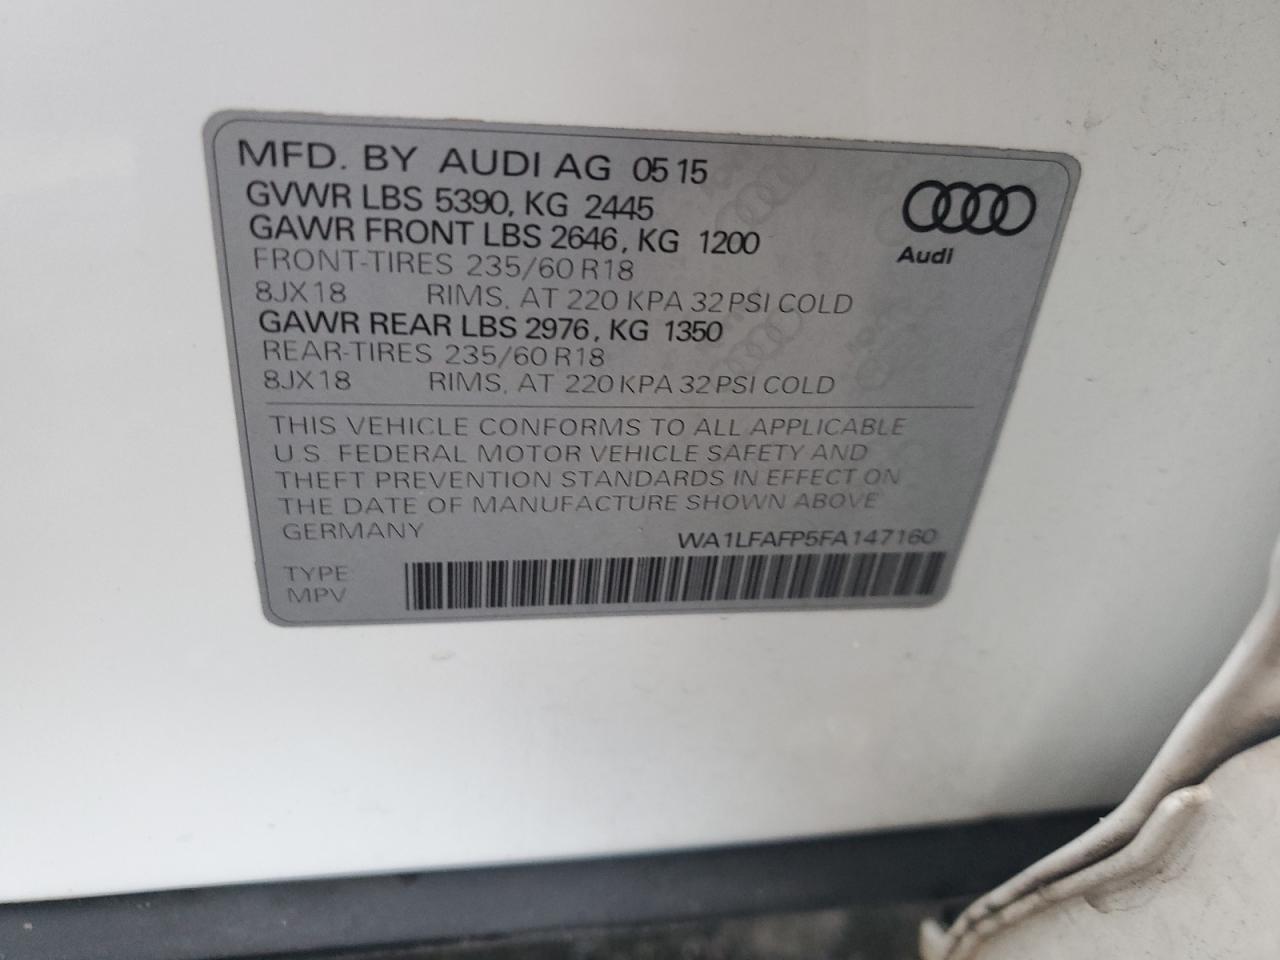 MFD. BY AUDI AG 05 15
GVWR LBS 5390, KG 2445
GAWR FRONT LBS 2646, KG 1200
FRONT-TIRES 235/60 R18
8JX18 RIMS, AT 220 KPA 32 PSI COLD
GAWR REAR LBS 2976, KG 1350
REAR-TIRES 235/60 R18
8JX18 RIMS, AT 220 KPA 32 PSI COLD
Audi
THIS VEHICLE CONFORMS TO ALL APPLICABLE
U.S. FEDERAL MOTOR VEHICLE SAFETY AND
THEFT PREVENTION STANDARDS IN EFFECT ON
THE DATE OF MANUFACTURE SHOWN ABOVE
GERMANY WA1LFAFP5FA147160
TYPE
MPV